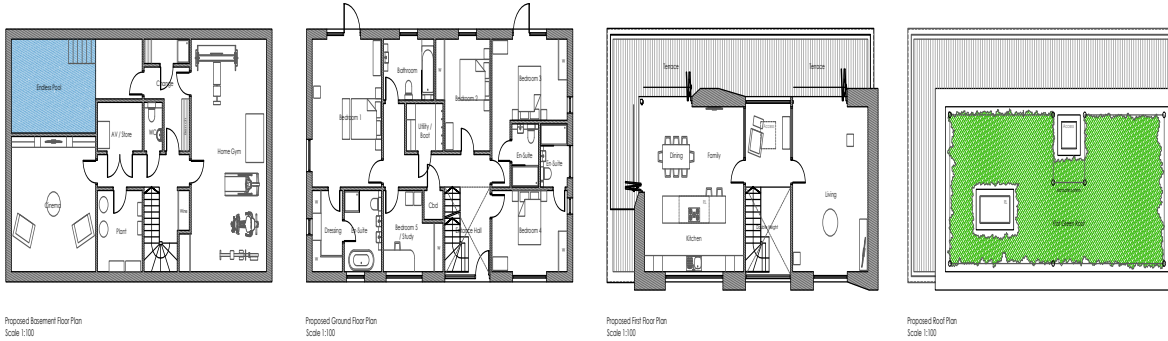 Endless Pool
Change
AV / Store
WC
Home Gym
Cinema
Plant
Wine
Proposed Basement Floor Plan
Scale 1:100
Bathroom
Bedroom 3
Bedroom 2
Bedroom 1
Utility /
Boot
En-Suite
En-Suite
Cbd
Dressing
En-Suite
Bedroom 5
/ Study
Entrance Hall
Bedroom 4
Proposed Ground Floor Plan
Scale 1:100
Terrace
Terrace
Dining
Family
Living
Kitchen
Proposed First Floor Plan
Scale 1:100
Flat Green Roof
Proposed Roof Plan
Scale 1:100